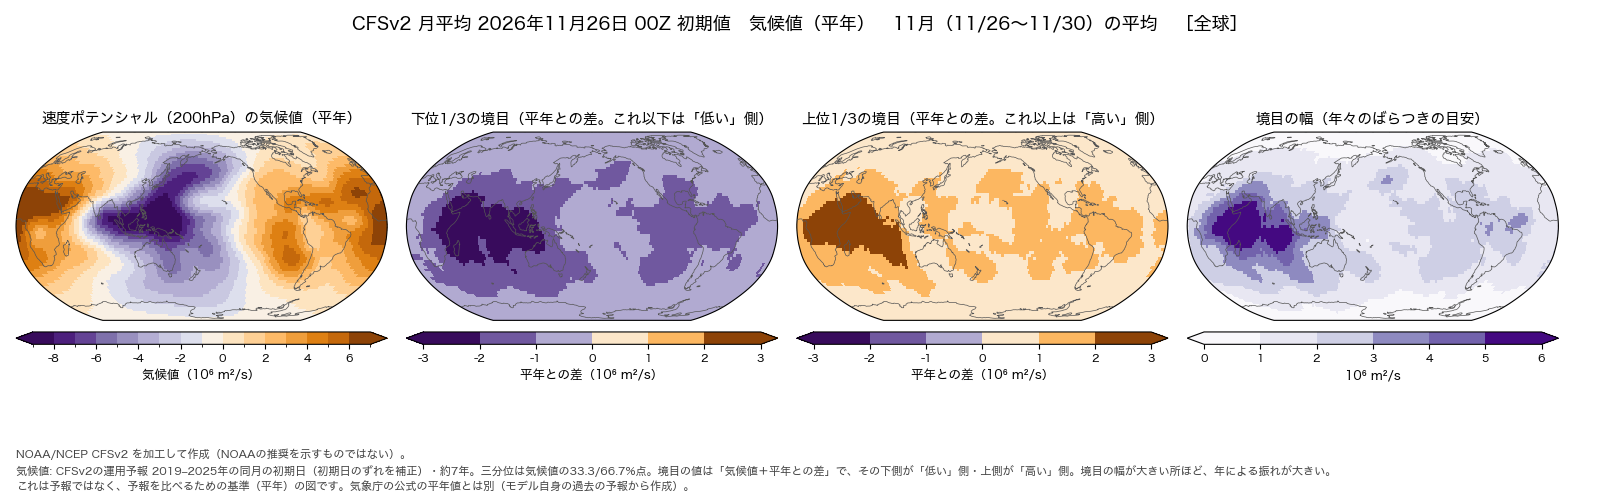 CFSv2 月平均 2026年11月26日 00Z 初期値　気候値（平年）　11月（11/26〜11/30）の平均　［全球］
速度ポテンシャル（200hPa）の気候値（平年）
下位1/3の境目（平年との差。これ以下は「低い」側）
上位1/3の境目（平年との差。これ以上は「高い」側）
境目の幅（年々のばらつきの目安）
-8 -6 -4 -2 0 2 4 6
-3 -2 -1 0 1 2 3
-3 -2 -1 0 1 2 3
0 1 2 3 4 5 6
気候値（10⁶ m²/s）
平年との差（10⁶ m²/s）
平年との差（10⁶ m²/s）
10⁶ m²/s
NOAA/NCEP CFSv2 を加工して作成（NOAAの推奨を示すものではない）。
気候値: CFSv2の運用予報 2019–2025年の同月の初期日（初期日のずれを補正）・約7年。三分位は気候値の33.3/66.7%点。境目の値は「気候値＋平年との差」で、その下側が「低い」側・上側が「高い」側。境目の幅が大きい所ほど、年による振れが大きい。
これは予報ではなく、予報を比べるための基準（平年）の図です。気象庁の公式の平年値とは別（モデル自身の過去の予報から作成）。